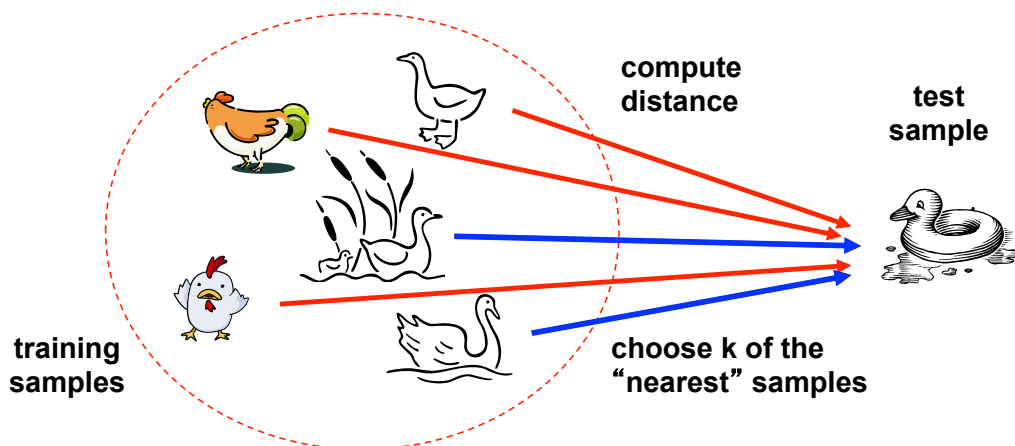 compute
distance
test
sample
training
samples
choose k of the
“nearest” samples